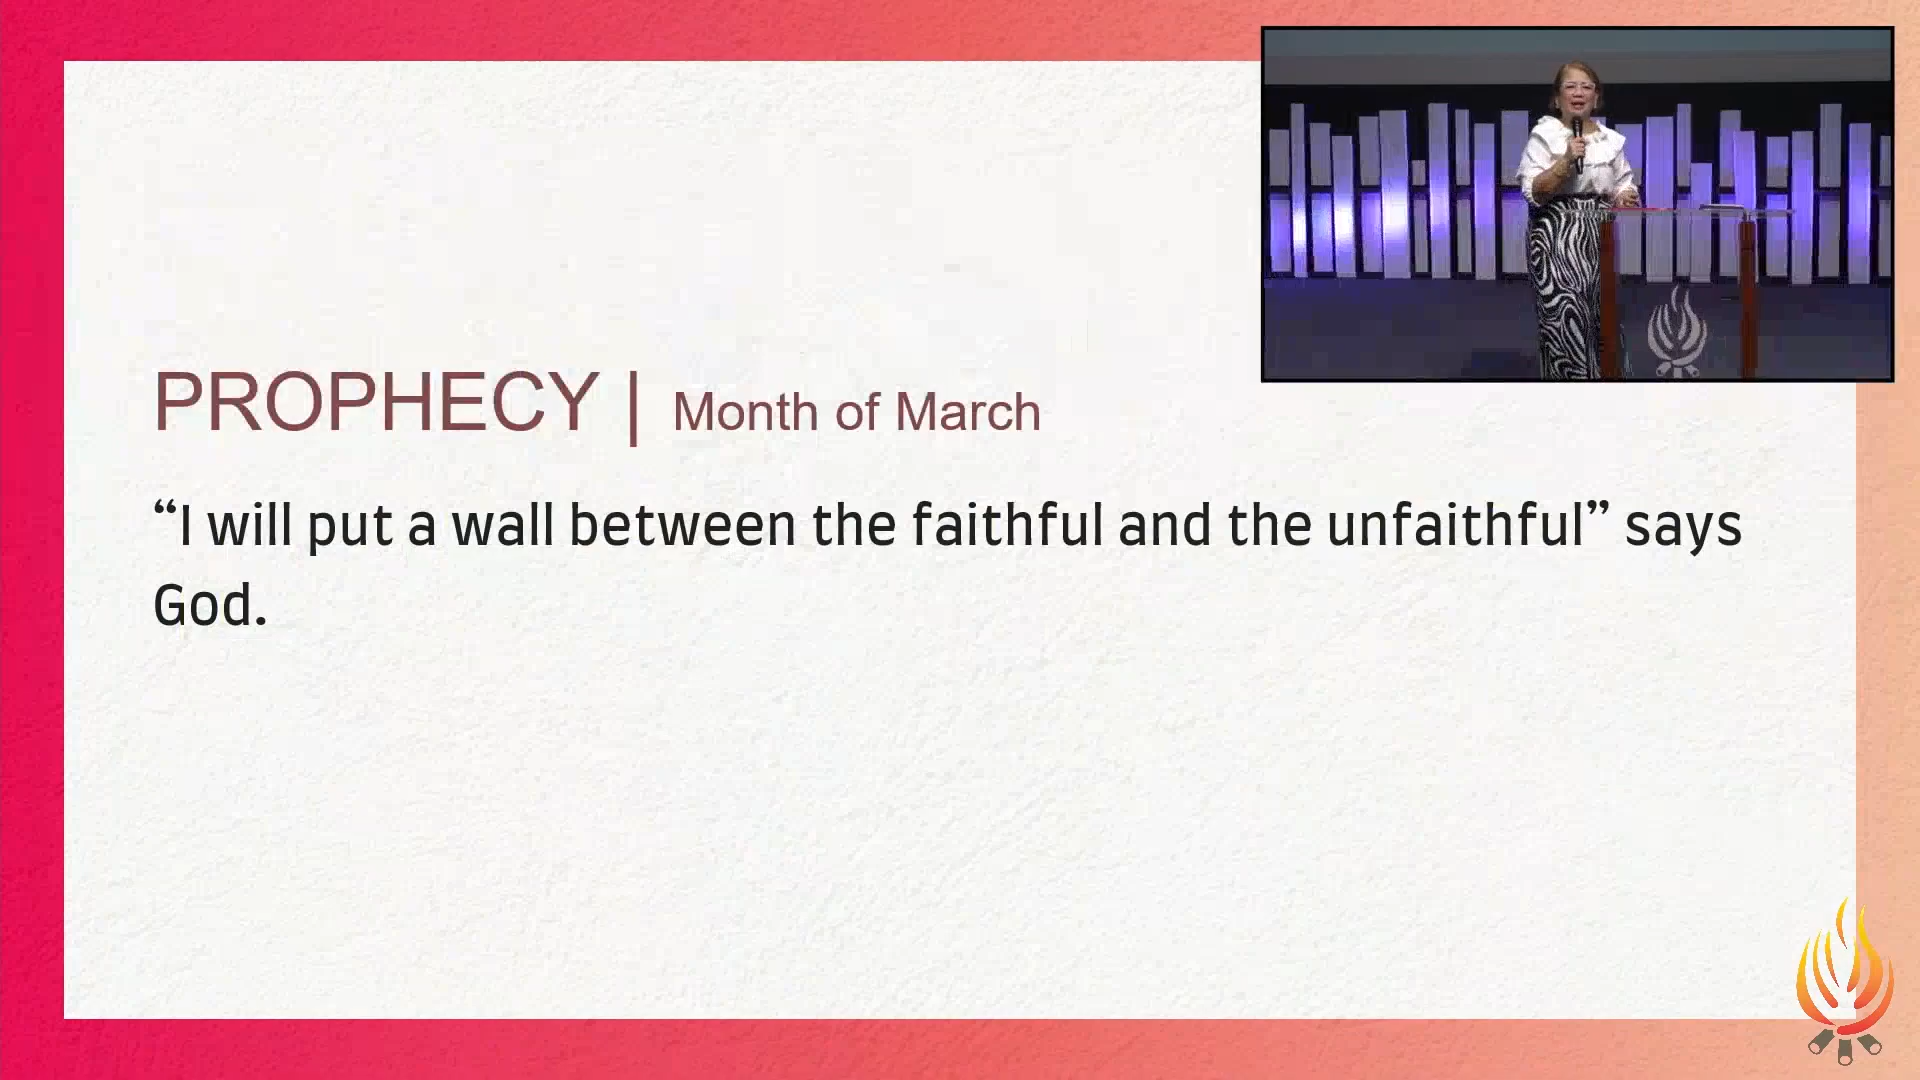 PROPHECY | Month of March
“I will put a wall between the faithful and the unfaithful” says
God.